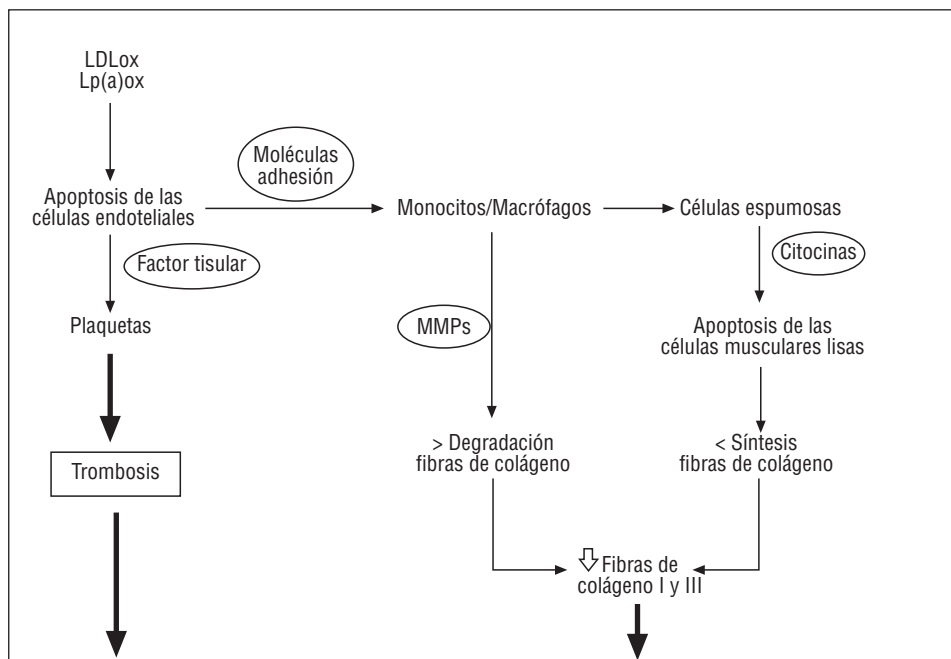 LDLox
Lp(a)ox
Moléculas
adhesión
Apoptosis de las
células endoteliales
Monocitos/Macrófagos
Células espumosas
Factor tisular
Citocinas
Plaquetas
MMPs
Apoptosis de las
células musculares lisas
Trombosis
> Degradación
fibras de colágeno
< Síntesis
fibras de colágeno
Fibras de
colágeno I y III